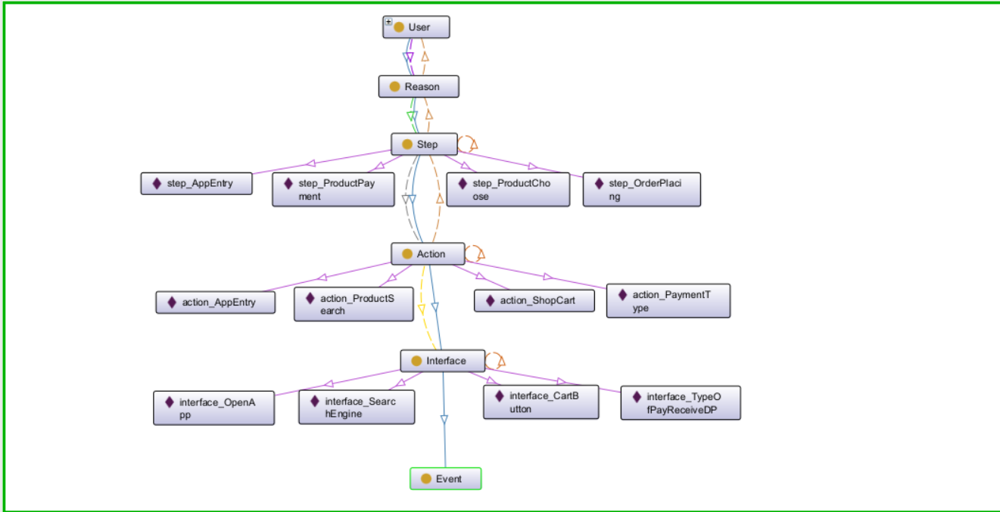 User
Reason
Step
step_AppEntry
step_ProductPay
ment
step_ProductCho
ose
step_OrderPlaci
ng
Action
action_AppEntry
action_ProductS
earch
action_ShopCart
action_PaymentT
ype
Interface
interface_OpenA
pp
interface_Searc
hEngine
interface_CartB
utton
interface_TypeO
fPayReceiveDP
Event